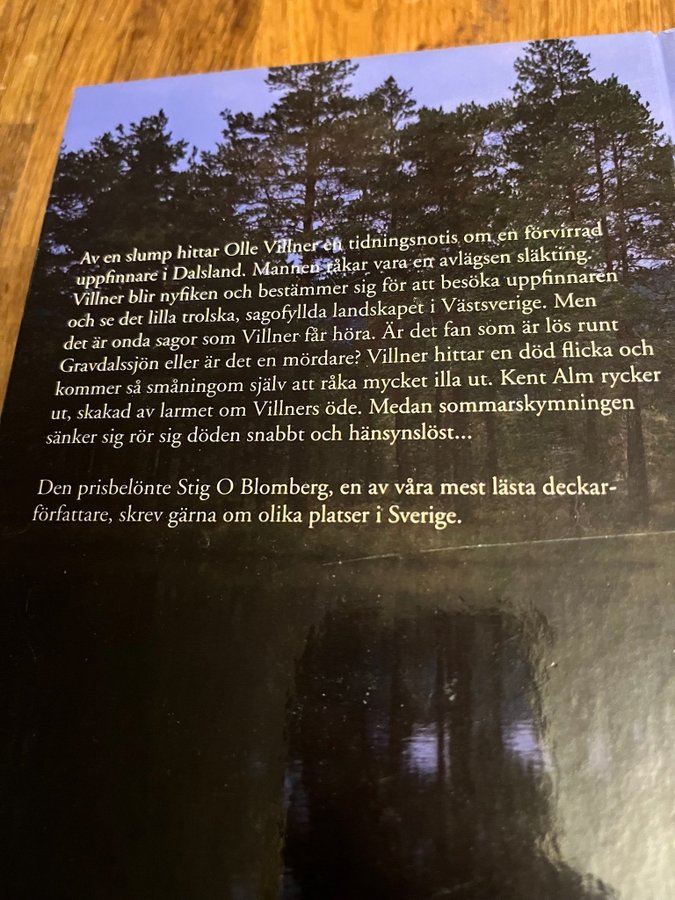 Av en slump hittar Olle Villner en tidningsnotis om en förvirrad
uppfinnare i Dalsland. Mannen råkar vara en avlägsen släkting.
Villner blir nyfiken och bestämmer sig för att besöka uppfinnaren
och se det lilla trolska, sagofyllda landskapet i Västsverige. Men
det är onda sagor som Villner får höra. Är det fan som är lös runt
Gravdalssjön eller är det en mördare? Villner hittar en död flicka och
kommer så småningom själv att råka mycket illa ut. Kent Alm rycker
ut, skakad av larmet om Villners öde. Medan sommarskymningen
sänker sig rör sig döden snabbt och hänsynslöst...
Den prisbelönte Stig O Blomberg, en av våra mest lästa deckar-
författare, skrev gärna om olika platser i Sverige.